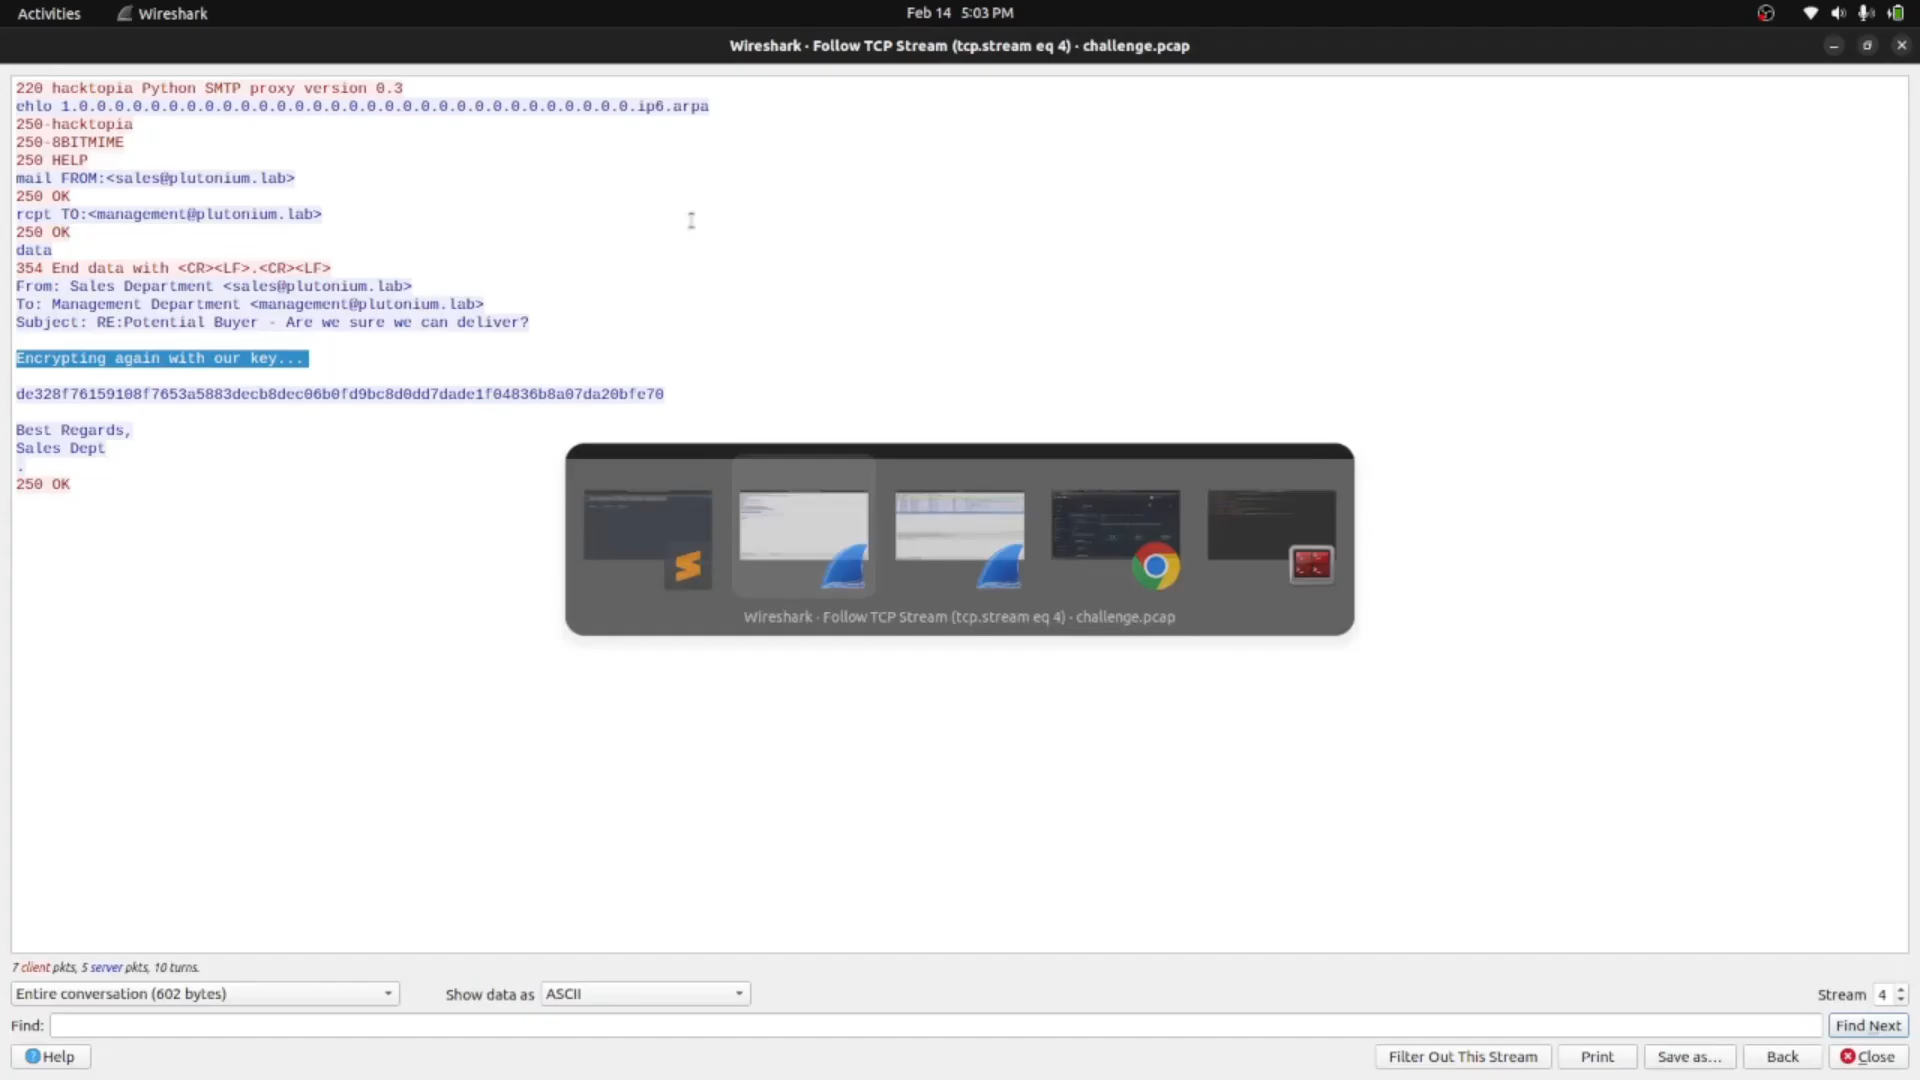 Activities
Wireshark
Feb 14 5:03 PM
Wireshark · Follow TCP Stream (tcp.stream eq 4) · challenge.pcap
220 hacktopia Python SMTP proxy version 0.3
ehlo 1.0.0.0.0.0.0.0.0.0.0.0.0.0.0.0.0.0.0.0.0.0.0.0.0.0.0.0.0.0.0.0.ip6.arpa
250-hacktopia
250-8BITMIME
250 HELP
mail FROM:<sales@plutonium.lab>
250 OK
rcpt TO:<management@plutonium.lab>
250 OK
data
354 End data with <CR><LF>.<CR><LF>
From: Sales Department <sales@plutonium.lab>
To: Management Department <management@plutonium.lab>
Subject: RE:Potential Buyer - Are we sure we can deliver?
Encrypting again with our key...
de328f76159108f7653a5883decb8dec06b0fd9bc8d0dd7dade1f04836b8a07da20bfe70
Best Regards,
Sales Dept
.
250 OK
Wireshark · Follow TCP Stream (tcp.stream eq 4) · challenge.pcap
7 client pkts, 5 server pkts, 10 turns.
Entire conversation (602 bytes)
Show data as
ASCII
Stream
4
Find:
Find Next
Help
Filter Out This Stream
Print
Save as...
Back
Close